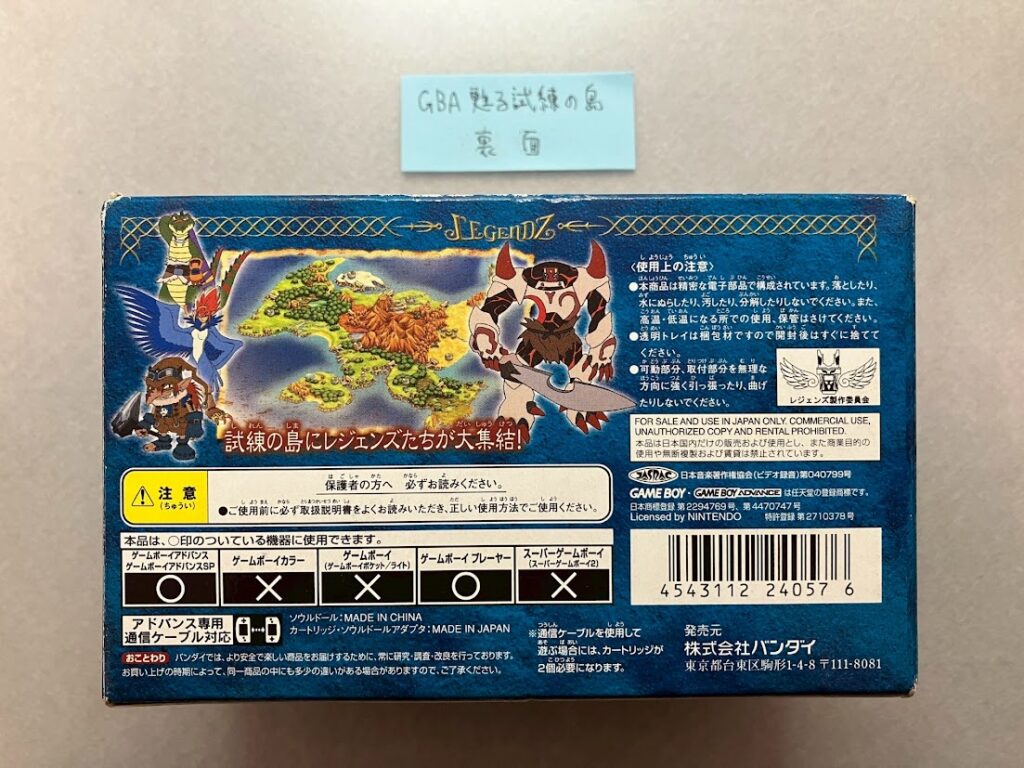 GBA 甦る試練の島
裏面
LEGENDZ
試練の島にレジェンズたちが大集結!
〈使用上の注意〉
●本商品は精密な電子部品で構成されています。落としたり、
水にぬらしたり、汚したり、分解したりしないでください。また、
高温・低温になる所での使用、保管はさけてください。
●透明トレイは梱包材ですので開封後はすぐに捨てて
ください。
●可動部分、取付部分を無理な
方向に強く引っ張ったり、曲げ
たりしないでください。
レジェンズ製作委員会
FOR SALE AND USE IN JAPAN ONLY. COMMERCIAL USE,
UNAUTHORIZED COPY AND RENTAL PROHIBITED.
本品は日本国内だけの販売および使用とし、また商業目的の
使用や無断複製および賃貸は禁止されています。
JASRAC 日本音楽著作権協会(ビデオ録音)第040799号
GAME BOY・GAME BOY ADVANCE は任天堂の登録商標です。
日本商標登録 第2294769号、第4470747号
Licensed by NINTENDO 特許登録 第2710378号
注意
(ちゅうい)
保護者の方へ 必ずお読みください。
●ご使用前に必ず取扱説明書をよくお読みいただき、正しい使用方法でご使用ください。
本品は、○印のついている機器に使用できます。
ゲームボーイアドバンス
ゲームボーイアドバンスSP
○
ゲームボーイカラー
×
ゲームボーイ
(ゲームボーイポケット/ライト)
×
ゲームボーイ プレーヤー
○
スーパーゲームボーイ
(スーパーゲームボーイ2)
×
4543112 24057 6
アドバンス専用
通信ケーブル対応
ソウルドール:MADE IN CHINA
カートリッジ・ソウルドールアダプタ:MADE IN JAPAN
おことわり バンダイでは、より安全で楽しい商品をお届けするために、常に研究・調査・改良を行っております。
お買い上げの時期によって、同一商品の中にも多少の違いがある場合がありますので、ご了承ください。
※通信ケーブルを使用して
遊ぶ場合には、カートリッジが
2個必要になります。
発売元
株式会社バンダイ
東京都台東区駒形1-4-8 〒111-8081